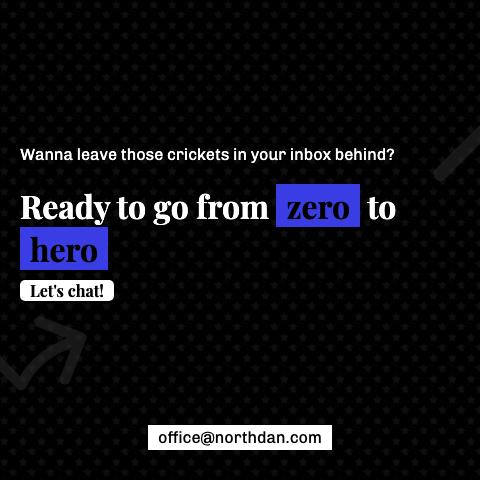 Wanna leave those crickets in your inbox behind?
Ready to go from zero to
hero
Let's chat!
office@northdan.com